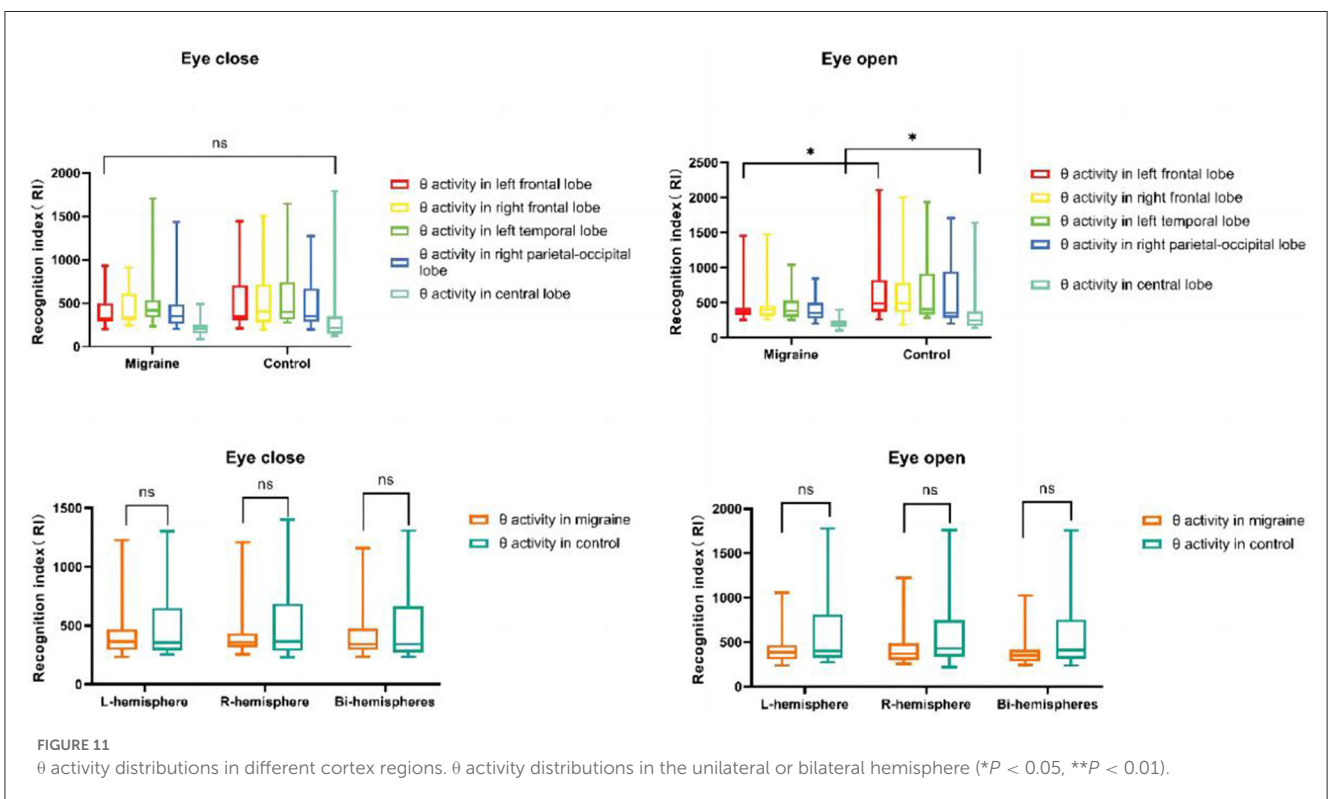 Eye close
Recognition index( RI)
2000
1500
1000
500
0
ns
Migraine
Control
θ activity in left frontal lobe
θ activity in right frontal lobe
θ activity in left temporal lobe
θ activity in right parietal-occipital
lobe
θ activity in central lobe
Eye open
Recognition index( RI)
2500
2000
1500
1000
500
0
*
*
Migraine
Control
θ activity in left frontal lobe
θ activity in right frontal lobe
θ activity in left temporal lobe
θ activity in right parietal-occipital lobe
θ activity in central lobe
Eye close
Recognition index( RI)
1500
1000
500
0
ns
ns
ns
L-hemisphere
R-hemisphere
Bi-hemispheres
θ activity in migraine
θ activity in control
Eye open
Recognition index( RI)
2000
1500
1000
500
0
ns
ns
ns
L-hemisphere
R-hemisphere
Bi-hemispheres
θ activity in migraine
θ activity in control
FIGURE 11
θ activity distributions in different cortex regions. θ activity distributions in the unilateral or bilateral hemisphere (*P < 0.05, **P < 0.01).